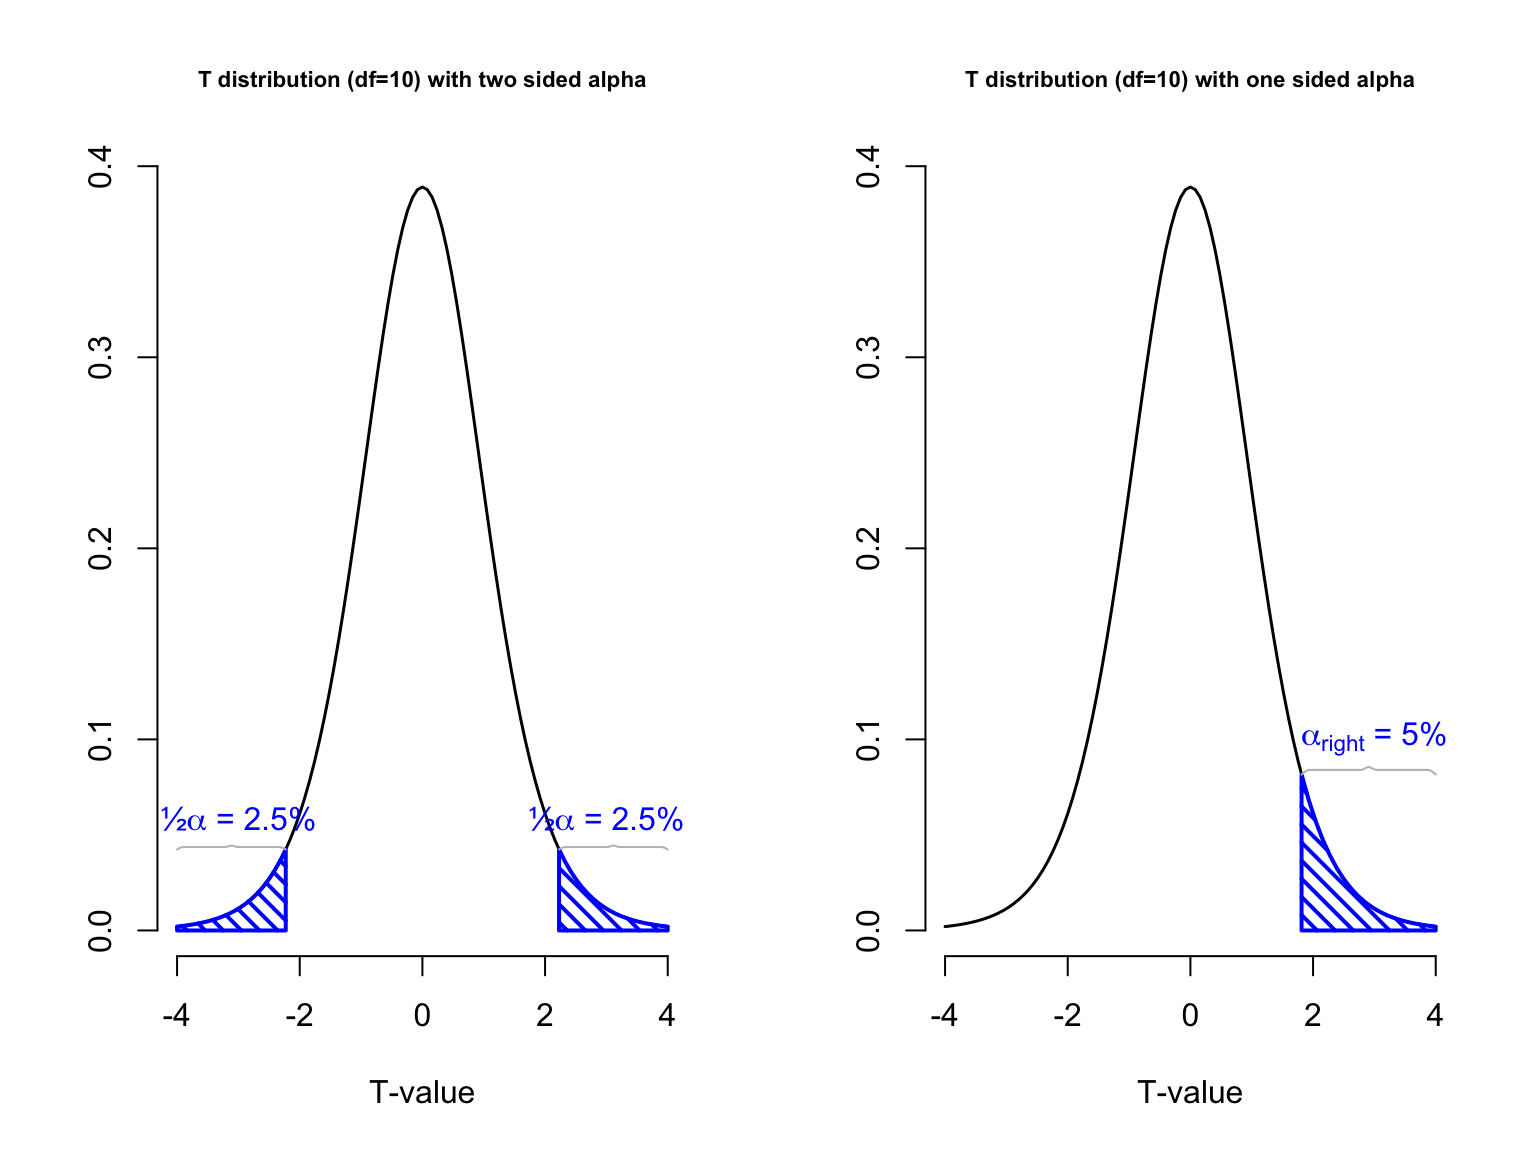 T distribution (df=10) with two sided alpha
0.4
0.3
0.2
0.1
0.0
½α = 2.5%
½α = 2.5%
-4 -2 0 2 4
T-value
T distribution (df=10) with one sided alpha
0.4
0.3
0.2
0.1
0.0
αright = 5%
-4 -2 0 2 4
T-value